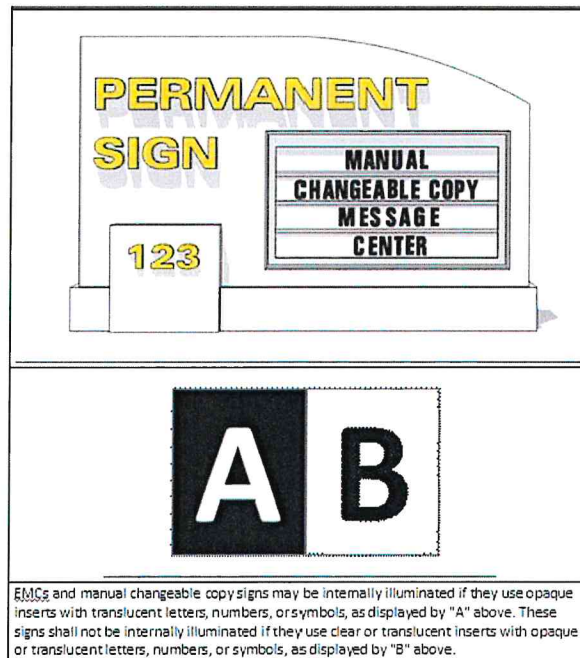 PERMANENT
SIGN
MANUAL
CHANGEABLE COPY
MESSAGE
CENTER
123
A B
EMCs and manual changeable copy signs may be internally illuminated if they use opaque
inserts with translucent letters, numbers, or symbols, as displayed by "A" above. These
signs shall not be internally illuminated if they use clear or translucent inserts with opaque
or translucent letters, numbers, or symbols, as displayed by "B" above.